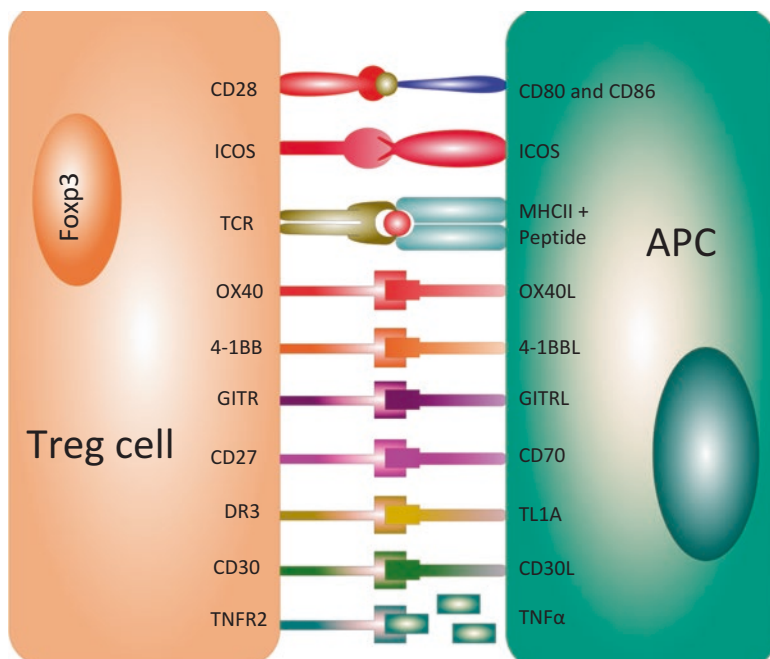 CD28
CD80 and CD86
ICOS
ICOS
Foxp3
TCR
MHCII +
Peptide
APC
OX40
OX40L
4-1BB
4-1BBL
GITR
GITRL
Treg cell
CD27
CD70
DR3
TL1A
CD30
CD30L
TNFR2
TNFα